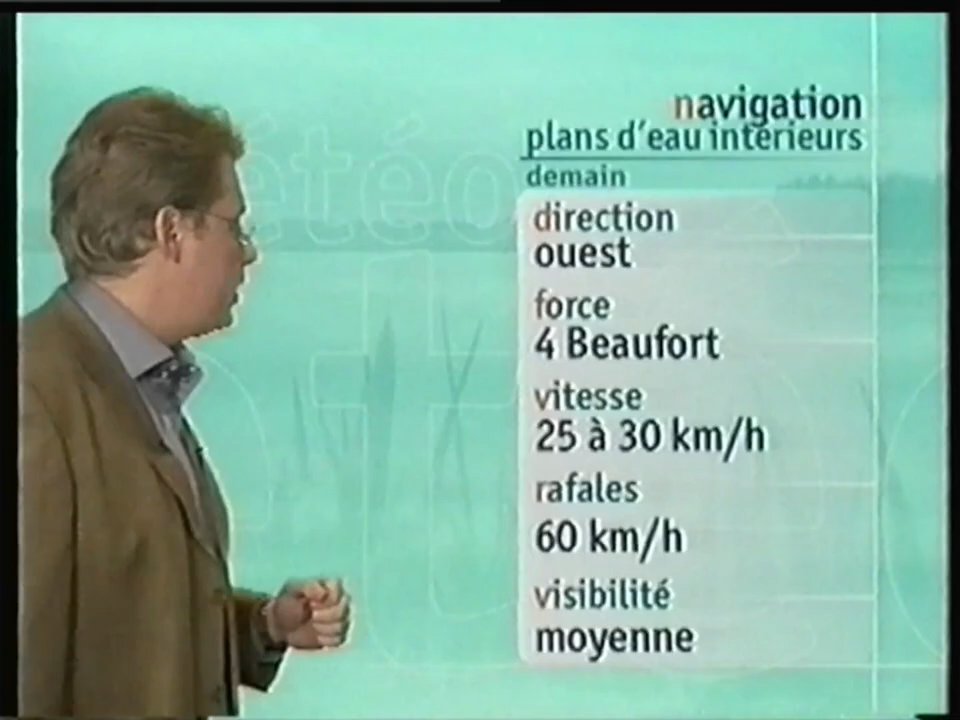 météo
navigation
plans d'eau intérieurs
demain
direction
ouest
force
4 Beaufort
vitesse
25 à 30 km/h
rafales
60 km/h
visibilité
moyenne